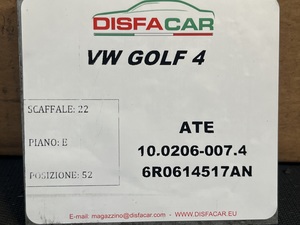 DISFACAR
VW GOLF 4
SCAFFALE: 22
PIANO: E
POSIZIONE: 52
ATE
10.0206-007.4
6R0614517AN
E-mail: magazzino@disfacar.com
WWW.DISFACAR.EU